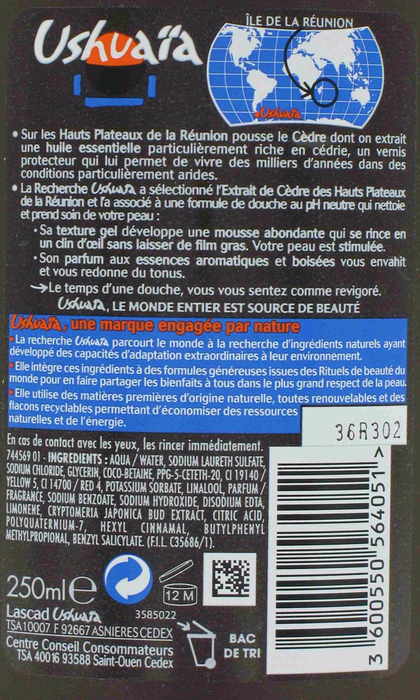 Ushuaïa
ÎLE DE LA RÉUNION
Ushuaïa
• Sur les Hauts Plateaux de la Réunion pousse le Cèdre dont on extrait
une huile essentielle particulièrement riche en cédrie, un vernis
protecteur qui lui permet de vivre des milliers d'années dans des
conditions particulièrement arides.
• La Recherche Ushuaïa a sélectionné l'Extrait de Cèdre des Hauts Plateaux
de la Réunion et l'a associé à une formule de douche au pH neutre qui nettoie
et prend soin de votre peau :
• Sa texture gel développe une mousse abondante qui se rince en
un clin d'œil sans laisser de film gras. Votre peau est stimulée.
• Son parfum aux essences aromatiques et boisées vous envahit
et vous redonne du tonus.
→ Le temps d'une douche, vous vous sentez comme revigoré.
Ushuaïa, LE MONDE ENTIER EST SOURCE DE BEAUTÉ
Ushuaïa, une marque engagée par nature
• La recherche Ushuaïa parcourt le monde à la recherche d'ingrédients naturels ayant
développé des capacités d'adaptation extraordinaires à leur environnement.
• Elle intègre ces ingrédients à des formules généreuses issues des Rituels de beauté du
monde pour en faire partager les bienfaits à tous dans le plus grand respect de la peau.
• Elle utilise des matières premières d'origine naturelle, toutes renouvelables et des
flacons recyclables permettant d'économiser des ressources
naturelles et de l'énergie.
36R302
En cas de contact avec les yeux, les rincer immédiatement.
744569 01 - INGREDIENTS : AQUA / WATER, SODIUM LAURETH SULFATE,
SODIUM CHLORIDE, GLYCERIN, COCO-BETAINE, PPG-5-CETETH-20, CI 19140 /
YELLOW 5, CI 14700 / RED 4, POTASSIUM SORBATE, LINALOOL, PARFUM /
FRAGRANCE, SODIUM BENZOATE, SODIUM HYDROXIDE, DISODIUM EDTA,
LIMONENE, CRYPTOMERIA JAPONICA BUD EXTRACT, CITRIC ACID,
POLYQUATERNIUM-7, HEXYL CINNAMAL, BUTYLPHENYL
METHYLPROPIONAL, BENZYL SALICYLATE. (F.I.L. C35686/1).
250ml e
12 M
3585022
Lascad Ushuaïa
TSA10007 F 92667 ASNIERES CEDEX
Centre Conseil Consommateurs
TSA 40016 93588 Saint-Ouen Cedex
BAC
DE TRI
3 600550 564051 >